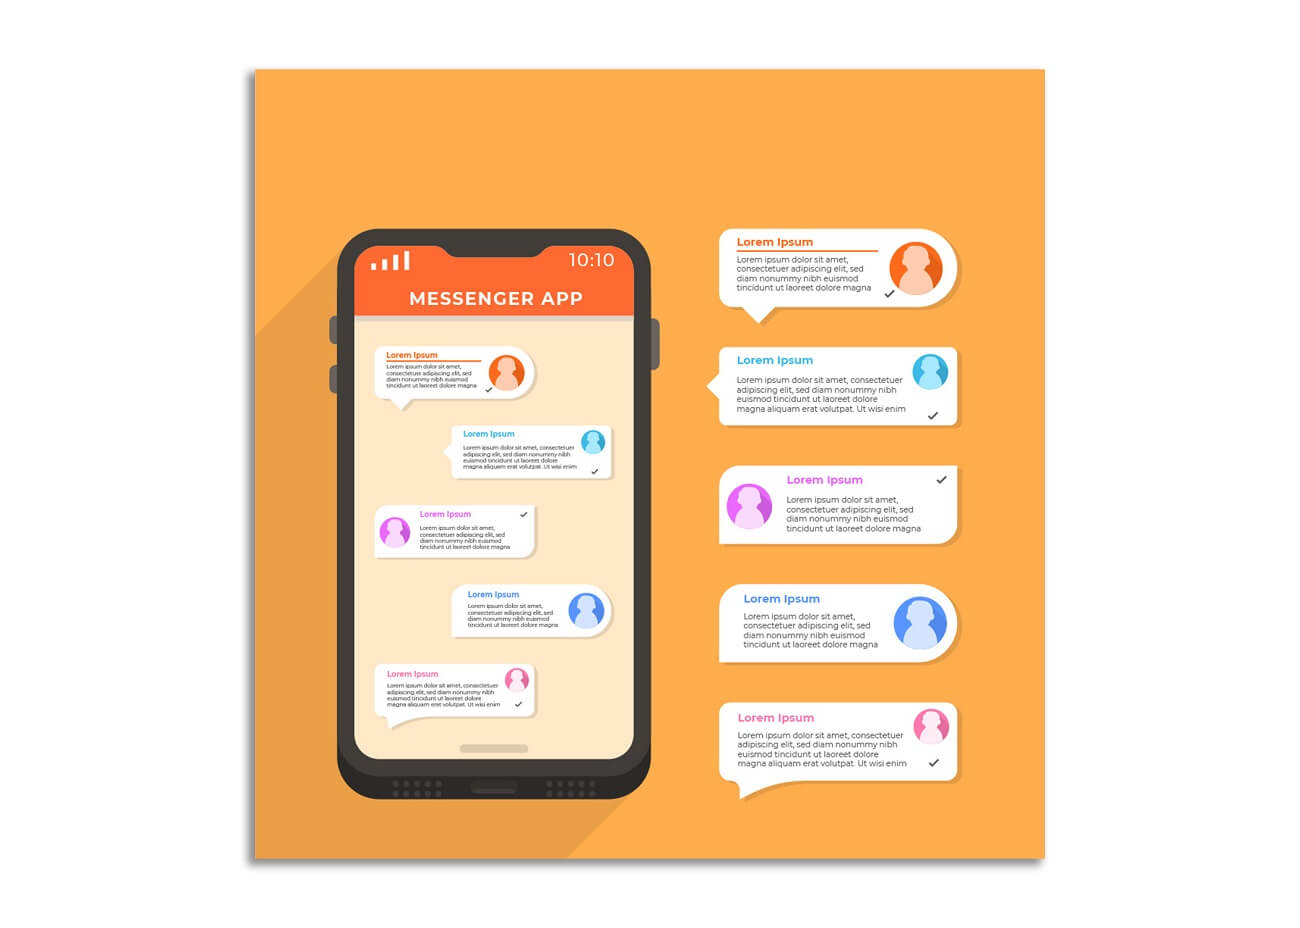 10:10
MESSENGER APP
Lorem Ipsum
Lorem ipsum dolor sit amet,
consectetuer adipiscing elit, sed
diam nonummy nibh euismod
tincidunt ut laoreet dolore magna
Lorem Ipsum
Lorem ipsum dolor sit amet, consectetuer
adipiscing elit, sed diam nonummy nibh
euismod tincidunt ut laoreet dolore
magna aliquam erat volutpat. Ut wisi enim
Lorem Ipsum
Lorem ipsum dolor sit amet,
consectetuer adipiscing elit, sed
diam nonummy nibh euismod
tincidunt ut laoreet dolore magna
Lorem Ipsum
Lorem ipsum dolor sit amet,
consectetuer adipiscing elit, sed
diam nonummy nibh euismod
tincidunt ut laoreet dolore magna
Lorem Ipsum
Lorem ipsum dolor sit amet, consectetuer
adipiscing elit, sed diam nonummy nibh
euismod tincidunt ut laoreet dolore
magna aliquam erat volutpat. Ut wisi enim
Lorem Ipsum
Lorem ipsum dolor sit amet,
consectetuer adipiscing elit, sed
diam nonummy nibh euismod
tincidunt ut laoreet dolore magna
Lorem Ipsum
Lorem ipsum dolor sit amet, consectetuer
adipiscing elit, sed diam nonummy nibh
euismod tincidunt ut laoreet dolore
magna aliquam erat volutpat. Ut wisi enim
Lorem Ipsum
Lorem ipsum dolor sit amet,
consectetuer adipiscing elit, sed
diam nonummy nibh euismod
tincidunt ut laoreet dolore magna
Lorem Ipsum
Lorem ipsum dolor sit amet,
consectetuer adipiscing elit, sed
diam nonummy nibh euismod
tincidunt ut laoreet dolore magna
Lorem Ipsum
Lorem ipsum dolor sit amet, consectetuer
adipiscing elit, sed diam nonummy nibh
euismod tincidunt ut laoreet dolore
magna aliquam erat volutpat. Ut wisi enim